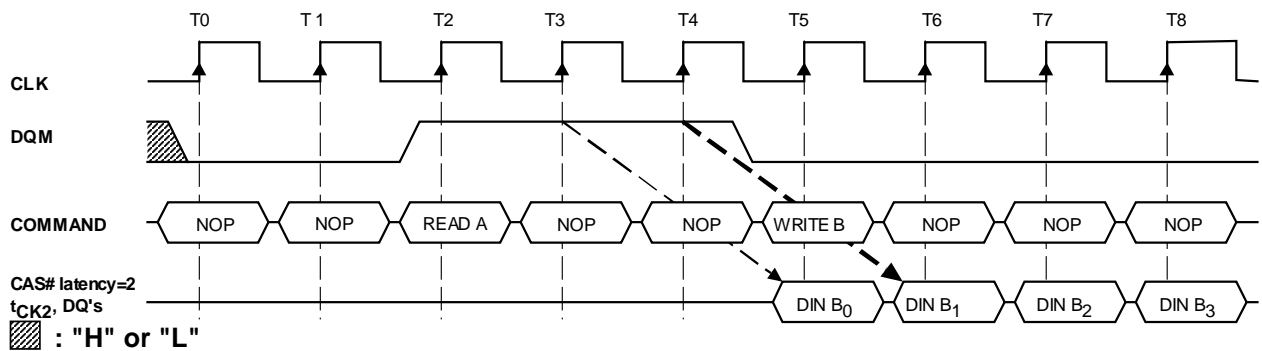 T0 T 1 T2 T3 T4 T5 T6 T7 T8
CLK
DQM
COMMAND NOP NOP READ A NOP NOP WRITE B NOP NOP NOP
CAS# latency=2
tCK2, DQ's DIN B0 DIN B1 DIN B2 DIN B3
: "H" or "L"